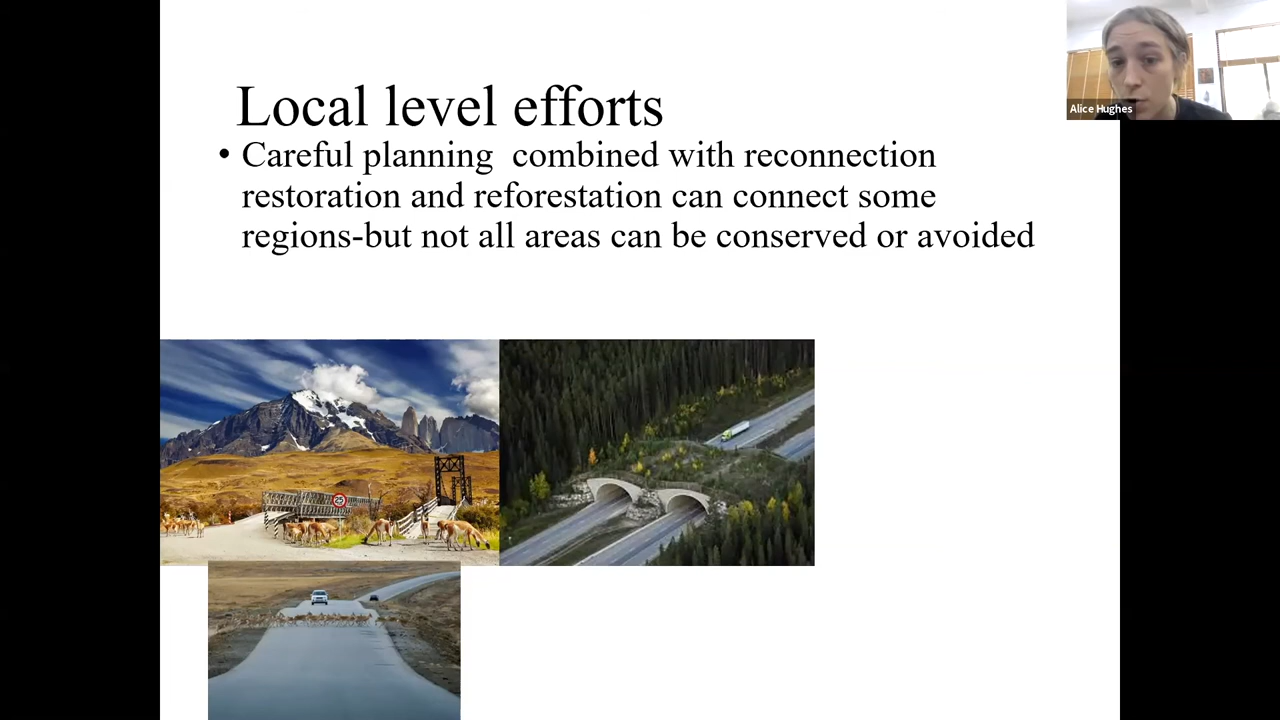 Local level efforts
• Careful planning  combined with reconnection
restoration and reforestation can connect some
regions-but not all areas can be conserved or avoided
Alice Hughes
25